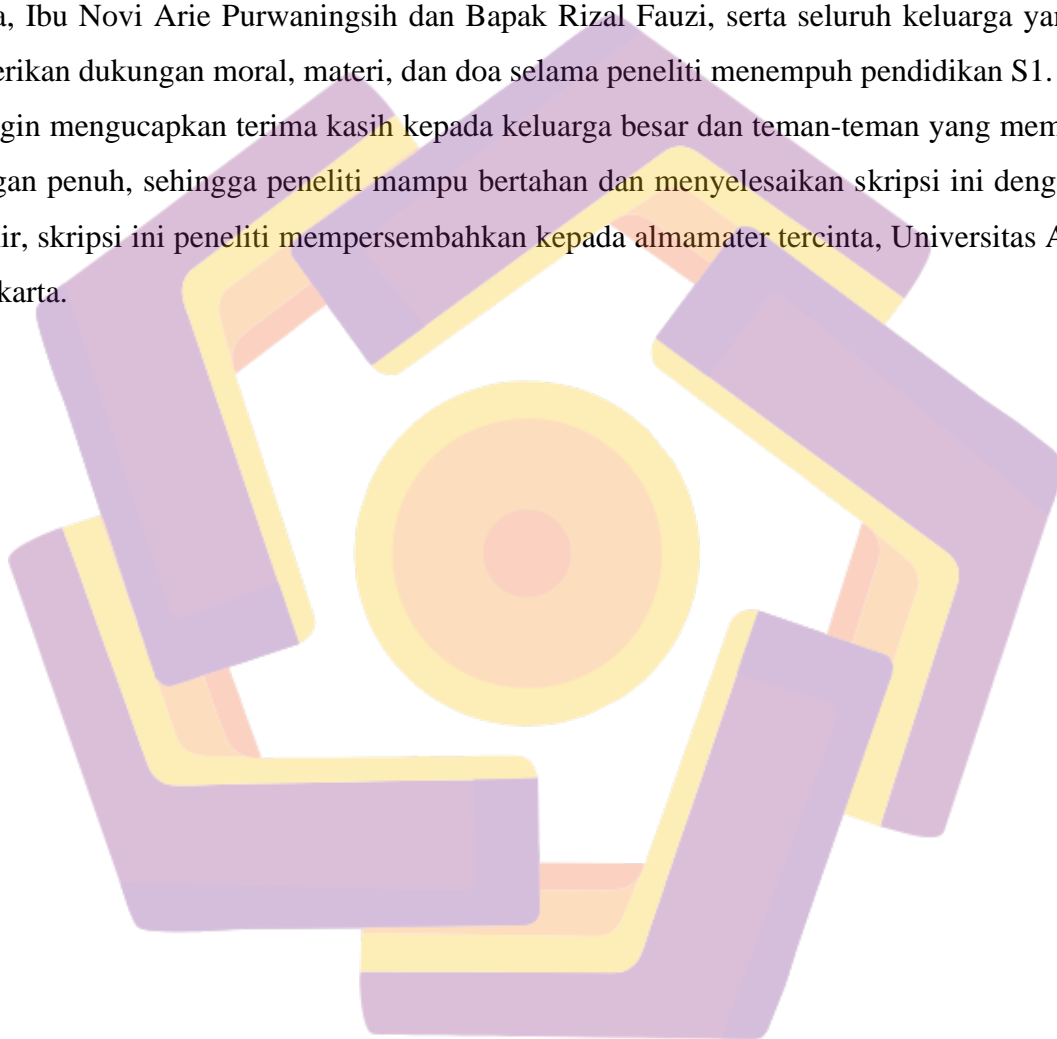 a, Ibu Novi Arie Purwaningsih dan Bapak Rizal Fauzi, serta seluruh keluarga yan
erikan dukungan moral, materi, dan doa selama peneliti menempuh pendidikan S1.
gin mengucapkan terima kasih kepada keluarga besar dan teman-teman yang mem
gan penuh, sehingga peneliti mampu bertahan dan menyelesaikan skripsi ini deng
ir, skripsi ini peneliti mempersembahkan kepada almamater tercinta, Universitas A
karta.